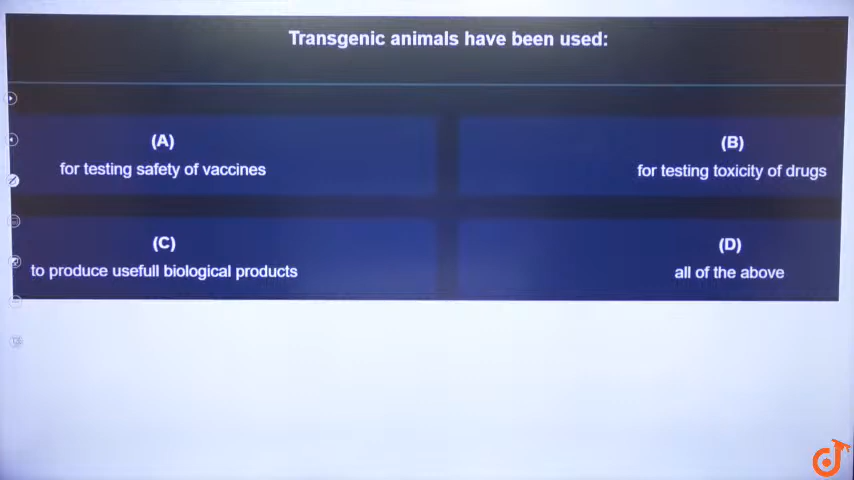 Transgenic animals have been used:
(A)
for testing safety of vaccines
(B)
for testing toxicity of drugs
(C)
to produce usefull biological products
(D)
all of the above